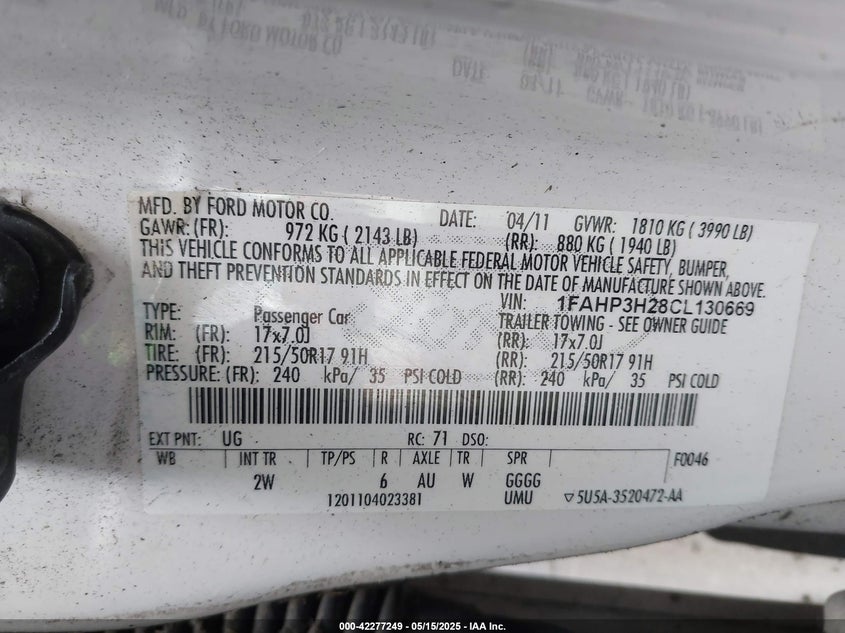 MFD. BY FORD MOTOR CO. DATE: 04/11 GVWR: 1810 KG ( 3990 LB)
GAWR:(FR): 972 KG ( 2143 LB) (RR): 880 KG ( 1940 LB)
THIS VEHICLE CONFORMS TO ALL APPLICABLE FEDERAL MOTOR VEHICLE SAFETY, BUMPER,
AND THEFT PREVENTION STANDARDS IN EFFECT ON THE DATE OF MANUFACTURE SHOWN ABOVE.
VIN: 1FAHP3H28CL130669
TYPE: Passenger Car TRAILER TOWING - SEE OWNER GUIDE
RIM: (FR): 17x7.0J (RR): 17x7.0J
TIRE: (FR): 215/50R17 91H (RR): 215/50R17 91H
PRESSURE: (FR): 240 kPa/ 35 PSI COLD (RR): 240 kPa/ 35 PSI COLD
EXT PNT: UG RC: 71 DSO:
WB INT TR TP/PS R AXLE TR SPR F0046
2W 6 AU W GGGG
1201104023381 UMU ▽5U5A-3520472-AA
000-42277249 - 05/15/2025 - IAA Inc.